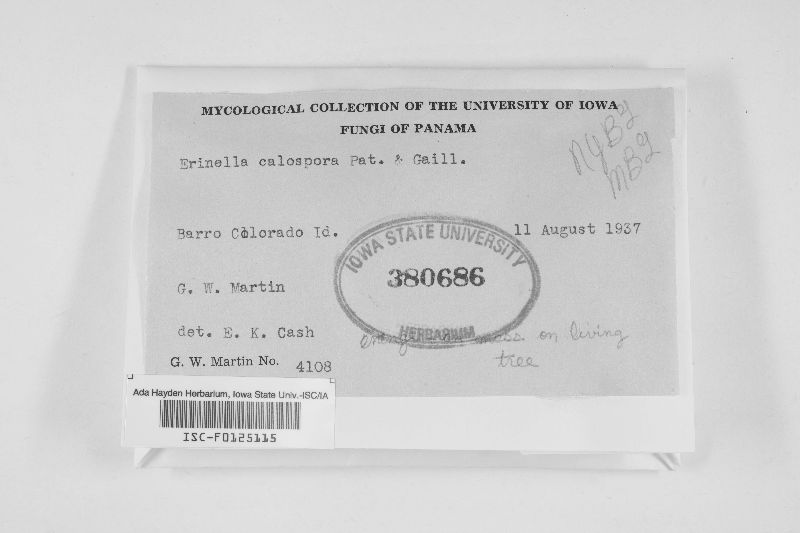 MYCOLOGICAL COLLECTION OF THE UNIVERSITY OF IOWA
FUNGI OF PANAMA
NYBG
MBG
Erinella calospora Pat. & Gaill.
Barro Colorado Id.
11 August 1937
IOWA STATE UNIVERSITY
380686
HERBARIUM
G. W. Martin
det. E. K. Cash
on living
tree
G. W. Martin No. 4108
Ada Hayden Herbarium, Iowa State Univ.-ISC/IA
ISC-F0125115